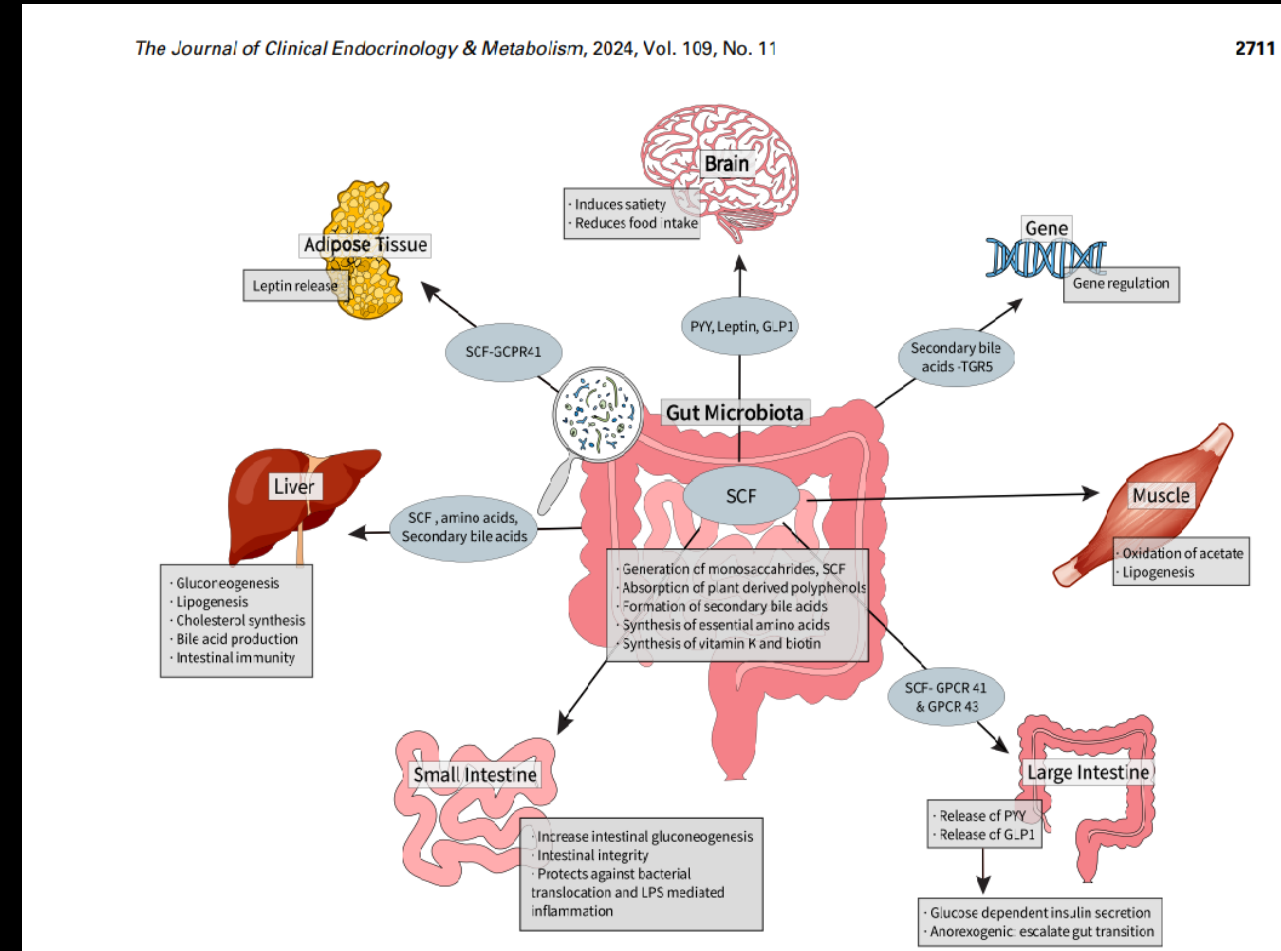 The Journal of Clinical Endocrinology & Metabolism, 2024, Vol. 109, No. 11
2711
Brain
· Induces satiety
· Reduces food intake
Adipose Tissue
Leptin release
Gene
Gene regulation
PYY, Leptin, GLP1
SCF-GCPR41
Secondary bile
acids -TGR5
Gut Microbiota
Liver
SCF
Muscle
SCF , amino acids,
Secondary bile acids
· Oxidation of acetate
· Lipogenesis
· Gluconeogenesis
· Lipogenesis
· Cholesterol synthesis
· Bile acid production
· Intestinal immunity
· Generation of monosaccahrides, SCF
· Absorption of plant derived polyphenols
· Formation of secondary bile acids
· Synthesis of essential amino acids
· Synthesis of vitamin K and biotin
SCF- GPCR 41
& GPCR 43
Small Intestine
Large Intestine
· Increase intestinal gluconeogenesis
· Intestinal integrity
· Protects against bacterial
translocation and LPS mediated
inflammation
· Release of PYY
· Release of GLP1
· Glucose dependent insulin secretion
· Anorexogenic: escalate gut transition